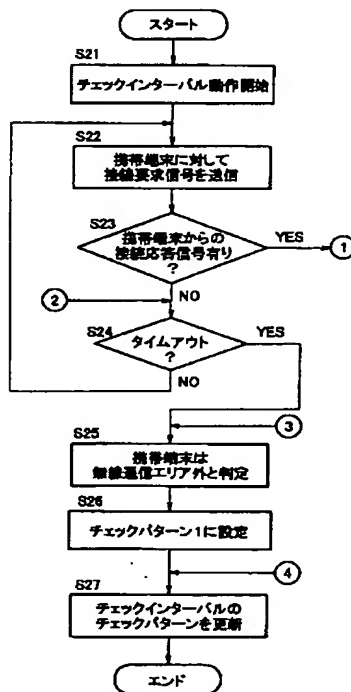 スタート
S21
チェックインターバル動作開始
S22
携帯端末に対して
接続要求信号を送信
S23
携帯端末からの
接続応答信号有り
?
YES
1
NO
2
S24
タイムアウト
?
YES
NO
3
S25
携帯端末は
無線通信エリア外と判定
S26
チェックパターン1に設定
4
S27
チェックインターバルの
チェックパターンを更新
エンド